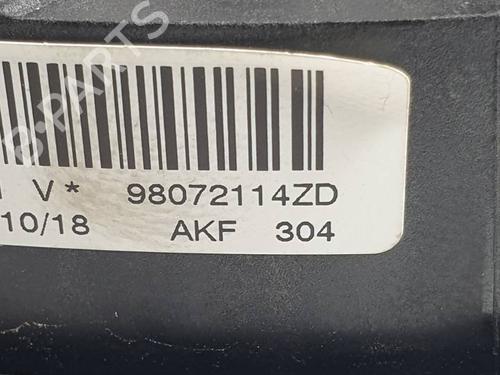 B-PARTS
V* 98072114ZD
10/18 AKF 304